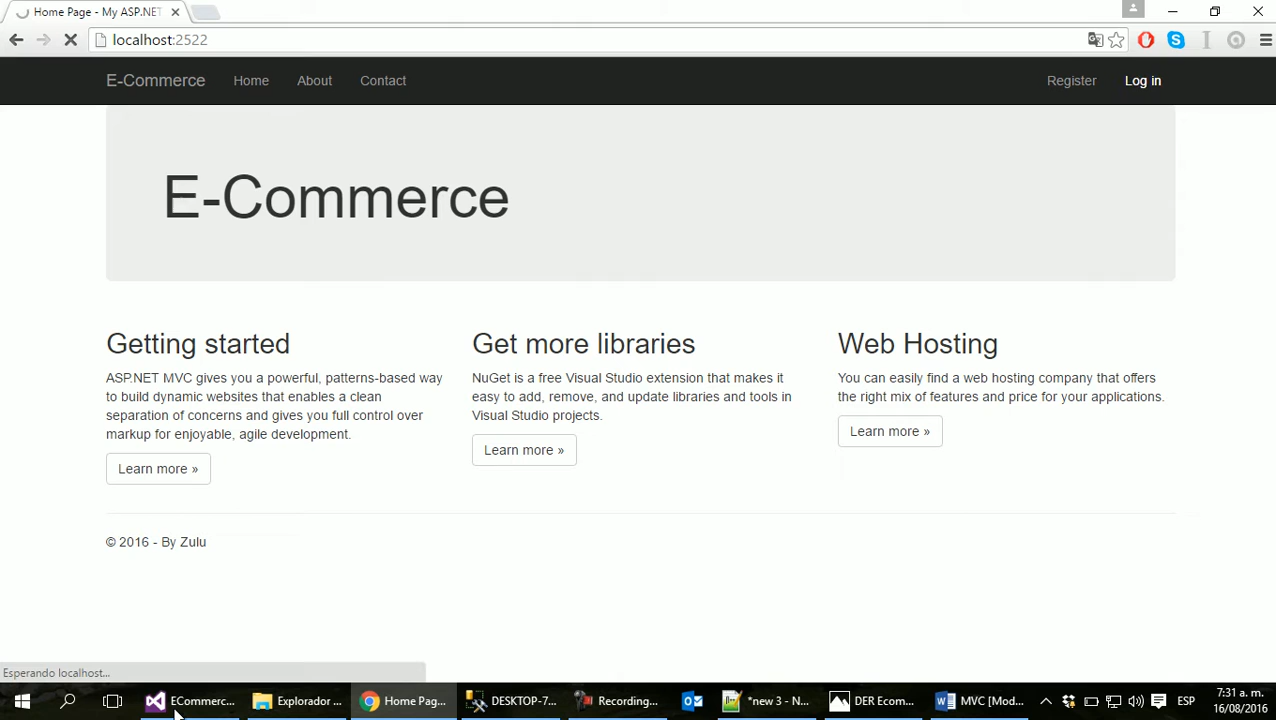 Home Page - My ASP.NET
localhost:2522
E-Commerce Home About Contact Register Log in
E-Commerce
Getting started
ASP.NET MVC gives you a powerful, patterns-based way
to build dynamic websites that enables a clean
separation of concerns and gives you full control over
markup for enjoyable, agile development.
Learn more »
Get more libraries
NuGet is a free Visual Studio extension that makes it
easy to add, remove, and update libraries and tools in
Visual Studio projects.
Learn more »
Web Hosting
You can easily find a web hosting company that offers
the right mix of features and price for your applications.
Learn more »
© 2016 - By Zulu
Esperando localhost...
ECommerc... Explorador ... Home Pag... DESKTOP-7... Recording... *new 3 - N... DER Ecom... MVC [Mod... ESP
7:31 a. m.
16/08/2016